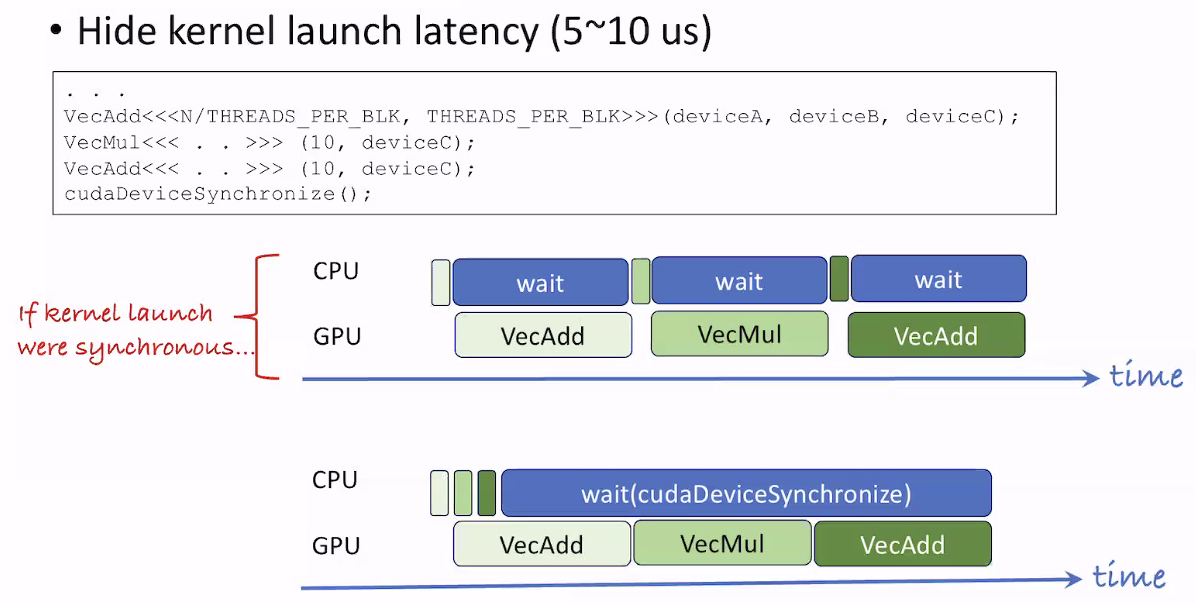 • Hide kernel launch latency (5~10 us)
. . .
VecAdd<<<N/THREADS_PER_BLK, THREADS_PER_BLK>>>(deviceA, deviceB, deviceC);
VecMul<<< . . >>> (10, deviceC);
VecAdd<<< . . >>> (10, deviceC);
cudaDeviceSynchronize();
If kernel launch
were synchronous...
CPU
wait
wait
wait
GPU
VecAdd
VecMul
VecAdd
time
CPU
wait(cudaDeviceSynchronize)
GPU
VecAdd
VecMul
VecAdd
time